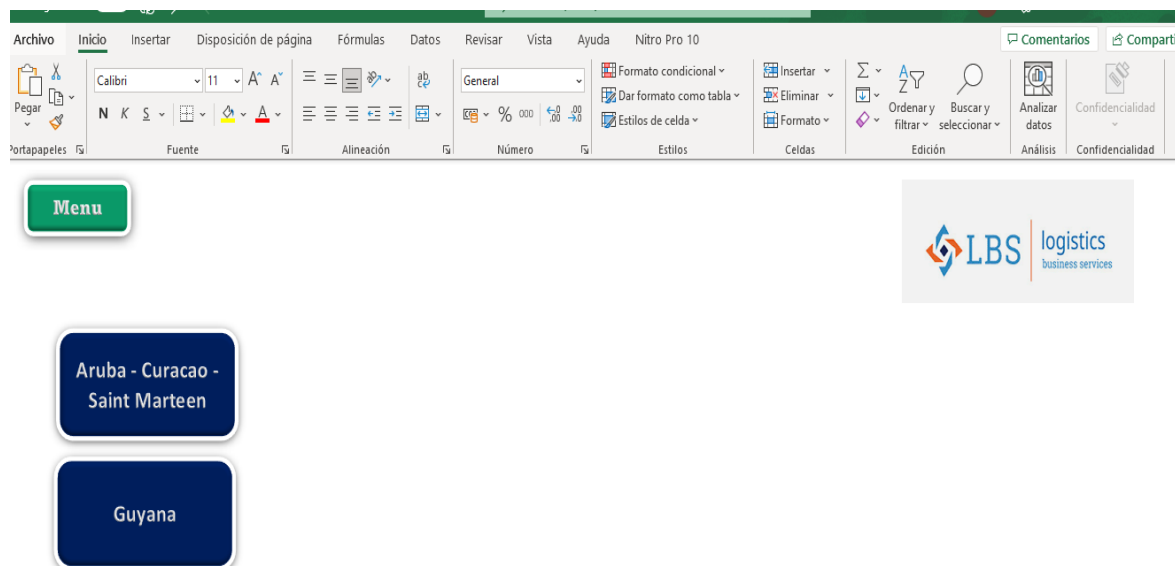 Archivo Inicio Insertar Disposición de página Fórmulas Datos Revisar Vista Ayuda Nitro Pro 10 Comentarios Comparti
Calibri 11 A A ab General Formato condicional Insertar Σ A Z
Pegar Dar formato como tabla Eliminar Ordenar y filtrar Buscar y seleccionar Analizar datos Confidencialidad
N K S A % 000 Estilos de celda Formato
Portapapeles Fuente Alineación Número Estilos Celdas Edición Análisis Confidencialidad
Menu
LBS logistics
business services
Aruba - Curacao -
Saint Marteen
Guyana